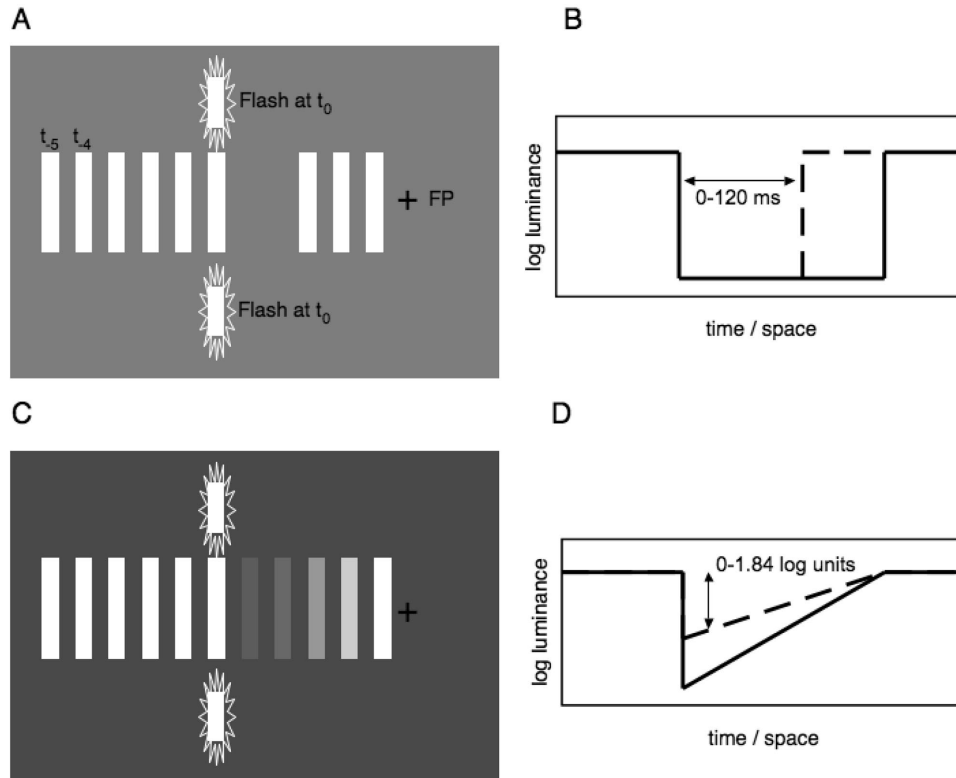 A
Flash at t0
t-5 t-4
+ FP
Flash at t0
B
log luminance
0-120 ms
time / space
C
+
D
log luminance
0-1.84 log units
time / space